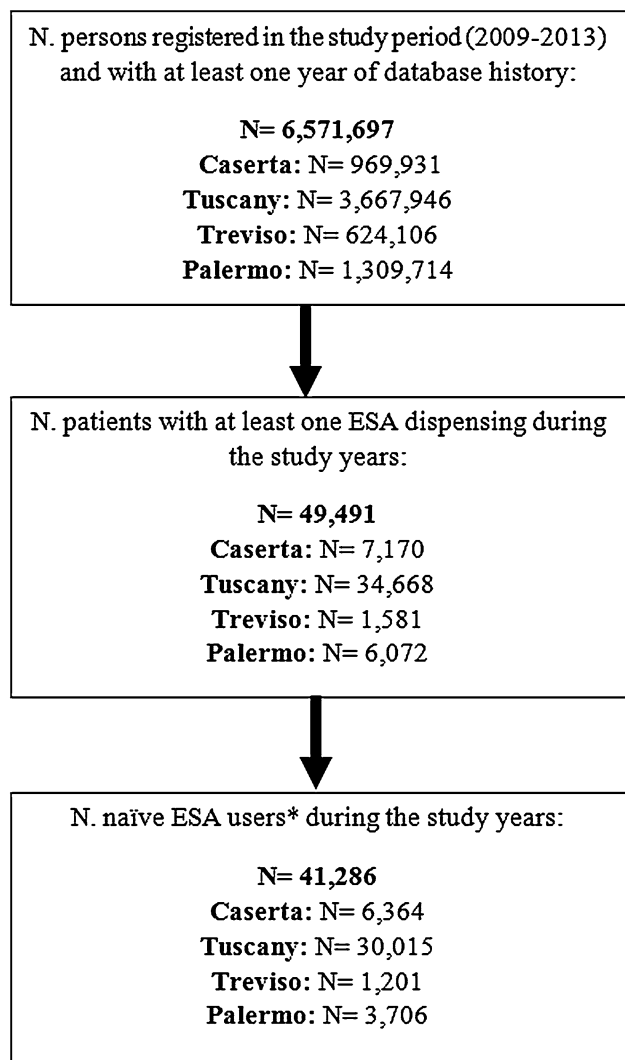 N. persons registered in the study period (2009-2013)
and with at least one year of database history:
N= 6,571,697
Caserta: N= 969,931
Tuscany: N= 3,667,946
Treviso: N= 624,106
Palermo: N= 1,309,714
N. patients with at least one ESA dispensing during
the study years:
N= 49,491
Caserta: N= 7,170
Tuscany: N= 34,668
Treviso: N= 1,581
Palermo: N= 6,072
N. naïve ESA users* during the study years:
N= 41,286
Caserta: N= 6,364
Tuscany: N= 30,015
Treviso: N= 1,201
Palermo: N= 3,706